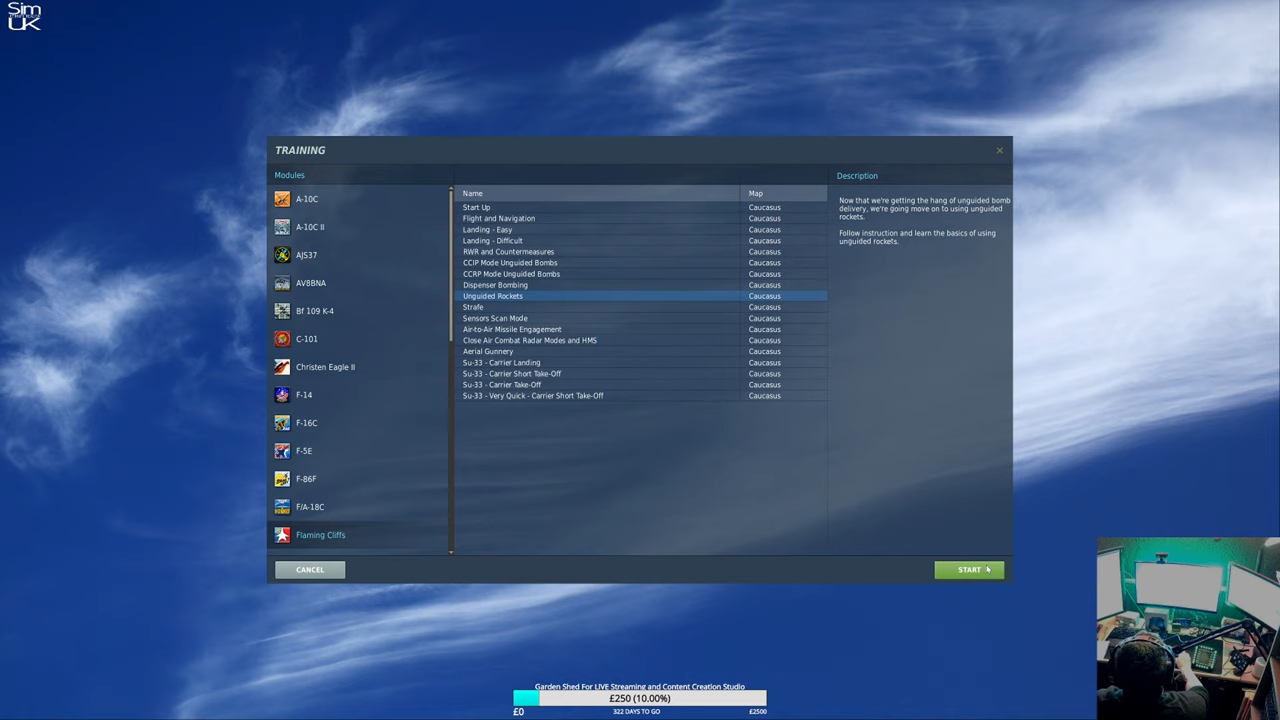 Sim
UK
TRAINING
Modules
Description
A-10C
A-10C II
AJS37
AV8BNA
Bf 109 K-4
C-101
Christen Eagle II
F-14
F-16C
F-5E
F-86F
F/A-18C
Flaming Cliffs
Name Map
Start Up Caucasus
Flight and Navigation Caucasus
Landing - Easy Caucasus
Landing - Difficult Caucasus
RWR and Countermeasures Caucasus
CCIP Mode Unguided Bombs Caucasus
CCRP Mode Unguided Bombs Caucasus
Dispenser Bombing Caucasus
Unguided Rockets Caucasus
Strafe Caucasus
Sensors Scan Mode Caucasus
Air-to-Air Missile Engagement Caucasus
Close Air Combat Radar Modes and HMS Caucasus
Aerial Gunnery Caucasus
Su-33 - Carrier Landing Caucasus
Su-33 - Carrier Short Take-Off Caucasus
Su-33 - Carrier Take-Off Caucasus
Su-33 - Very Quick - Carrier Short Take-Off Caucasus
Now that we're getting the hang of unguided bomb
delivery, we're going move on to using unguided
rockets.
Follow instruction and learn the basics of using
unguided rockets.
CANCEL
START
Garden Shed For LIVE Streaming and Content Creation Studio
£250 (10.00%)
£0 322 DAYS TO GO £2500